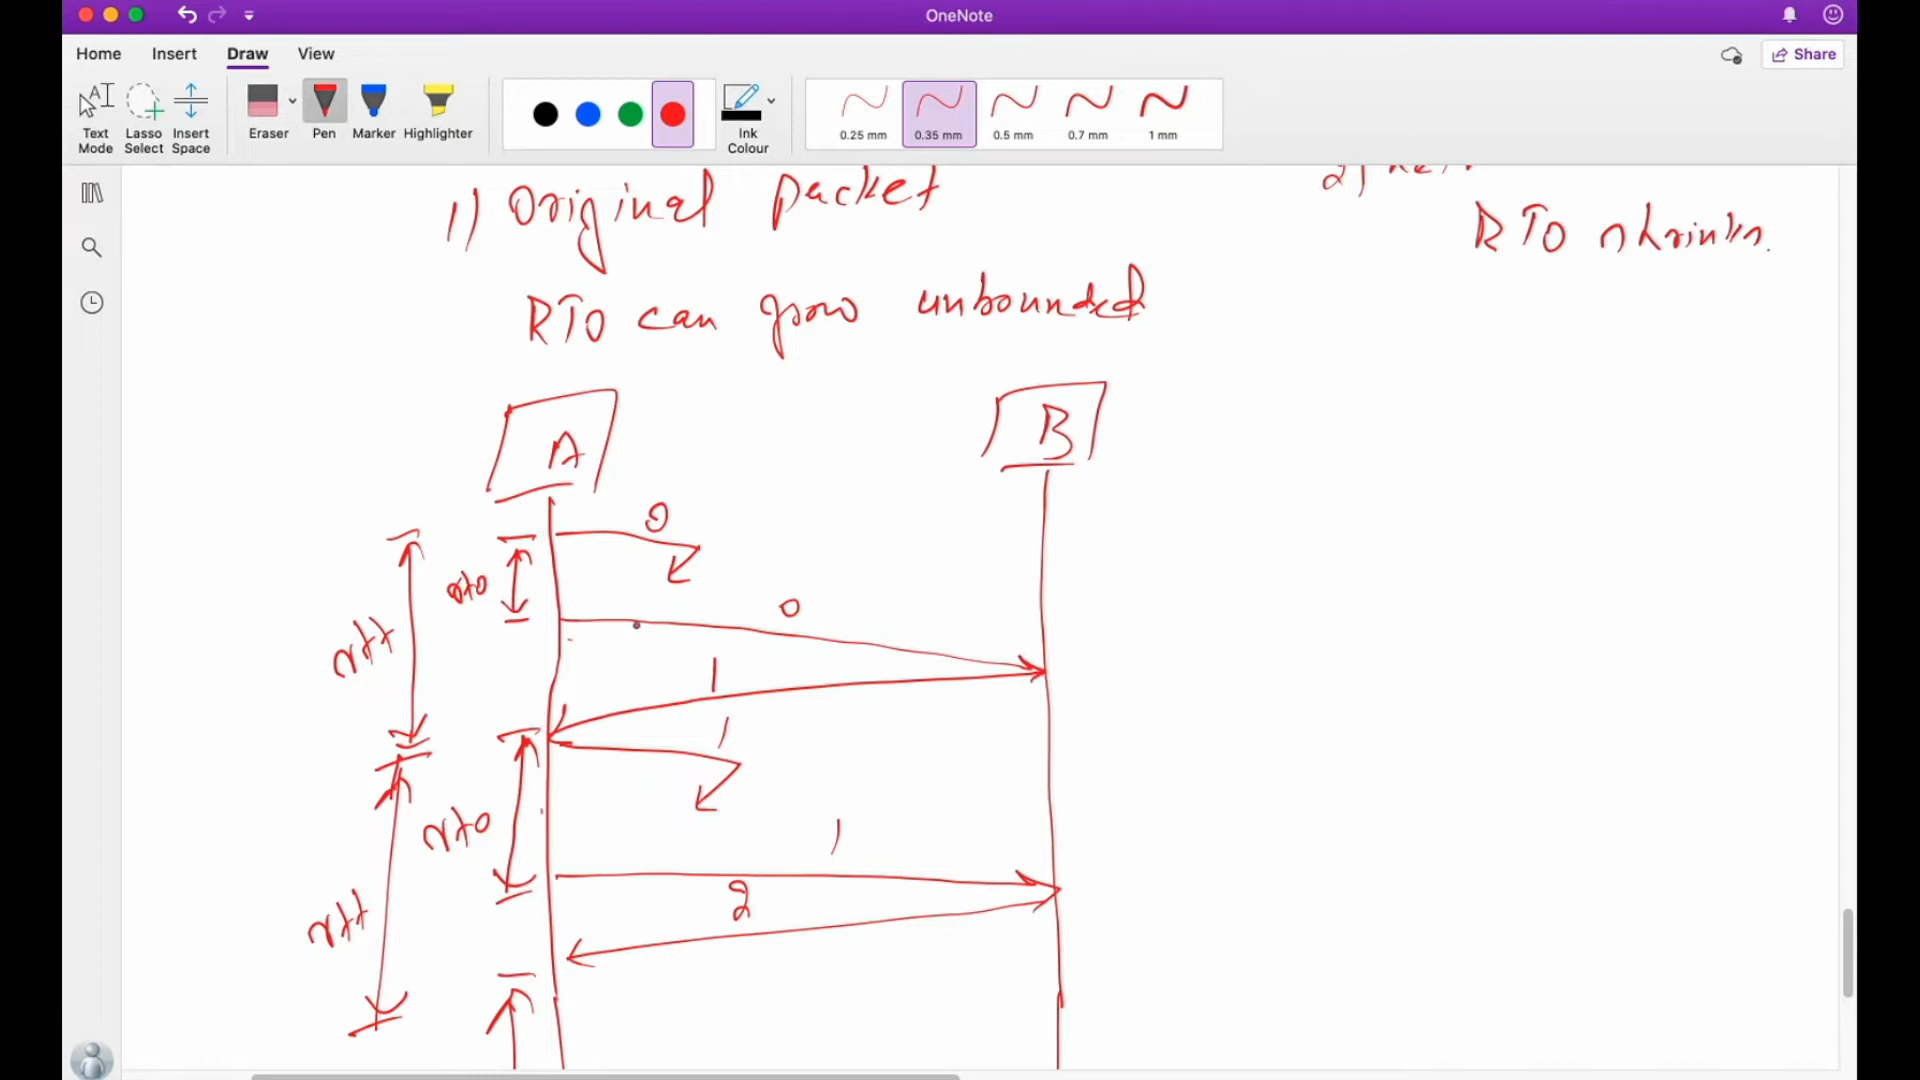 OneNote
Home Insert Draw View
Share
Text Mode
Lasso Select
Insert Space
Eraser
Pen
Marker
Highlighter
Ink Colour
0.25 mm
0.35 mm
0.5 mm
0.7 mm
1 mm
1) Original packet
2)
RTO shrinks.
RTO can grow unbounded
A
B
0
rto
0
rtt
1
1
rto
1
2
rtt